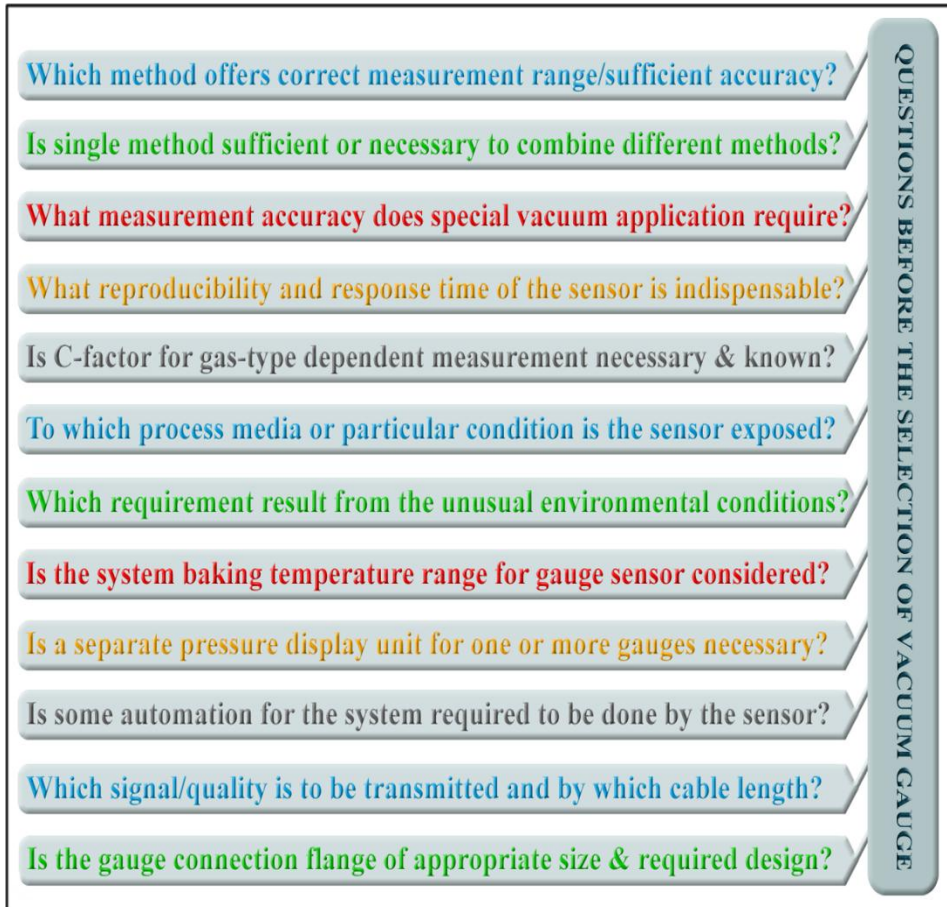 Which method offers correct measurement range/sufficient accuracy?
Is single method sufficient or necessary to combine different methods?
What measurement accuracy does special vacuum application require?
What reproducibility and response time of the sensor is indispensable?
Is C-factor for gas-type dependent measurement necessary & known?
To which process media or particular condition is the sensor exposed?
Which requirement result from the unusual environmental conditions?
Is the system baking temperature range for gauge sensor considered?
Is a separate pressure display unit for one or more gauges necessary?
Is some automation for the system required to be done by the sensor?
Which signal/quality is to be transmitted and by which cable length?
Is the gauge connection flange of appropriate size & required design?
QUESTIONS BEFORE THE SELECTION OF VACUUM GAUGE